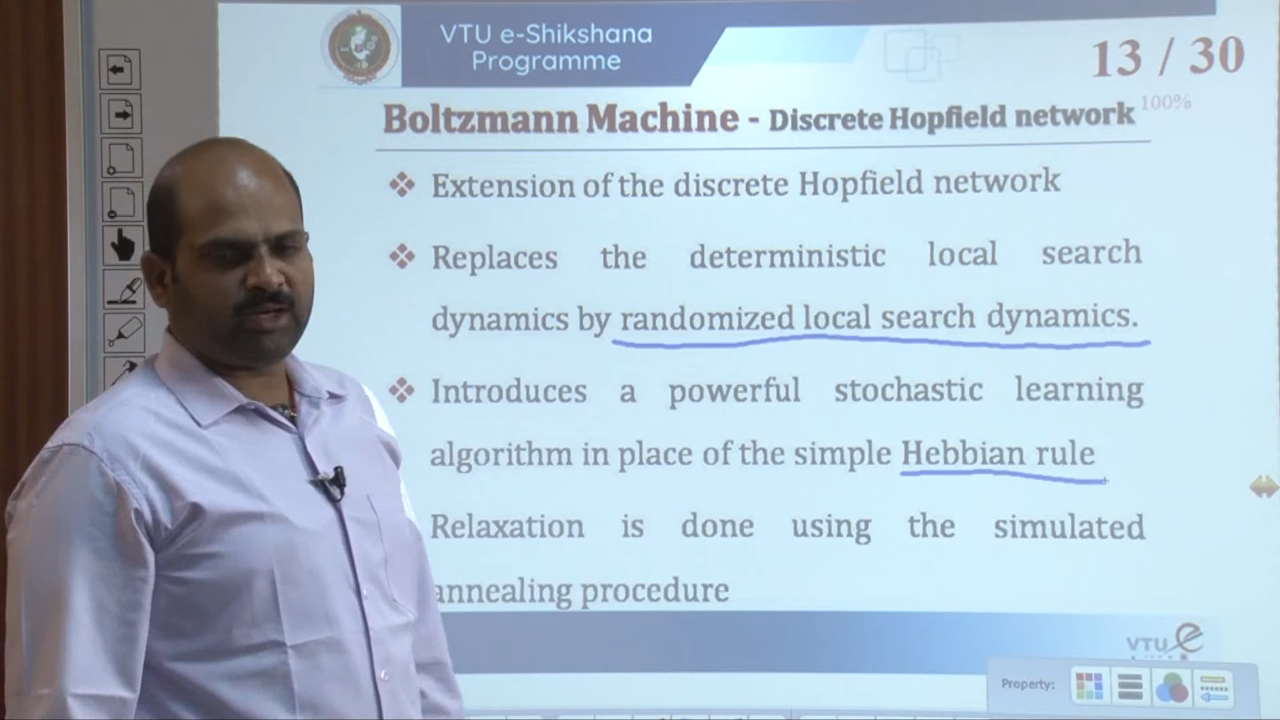 VTU e-Shikshana
Programme
13 / 30
100%
Boltzmann Machine - Discrete Hopfield network
❖ Extension of the discrete Hopfield network
❖ Replaces the deterministic local search
dynamics by randomized local search dynamics.
❖ Introduces a powerful stochastic learning
algorithm in place of the simple Hebbian rule
Relaxation is done using the simulated
annealing procedure
VTU e
Property: